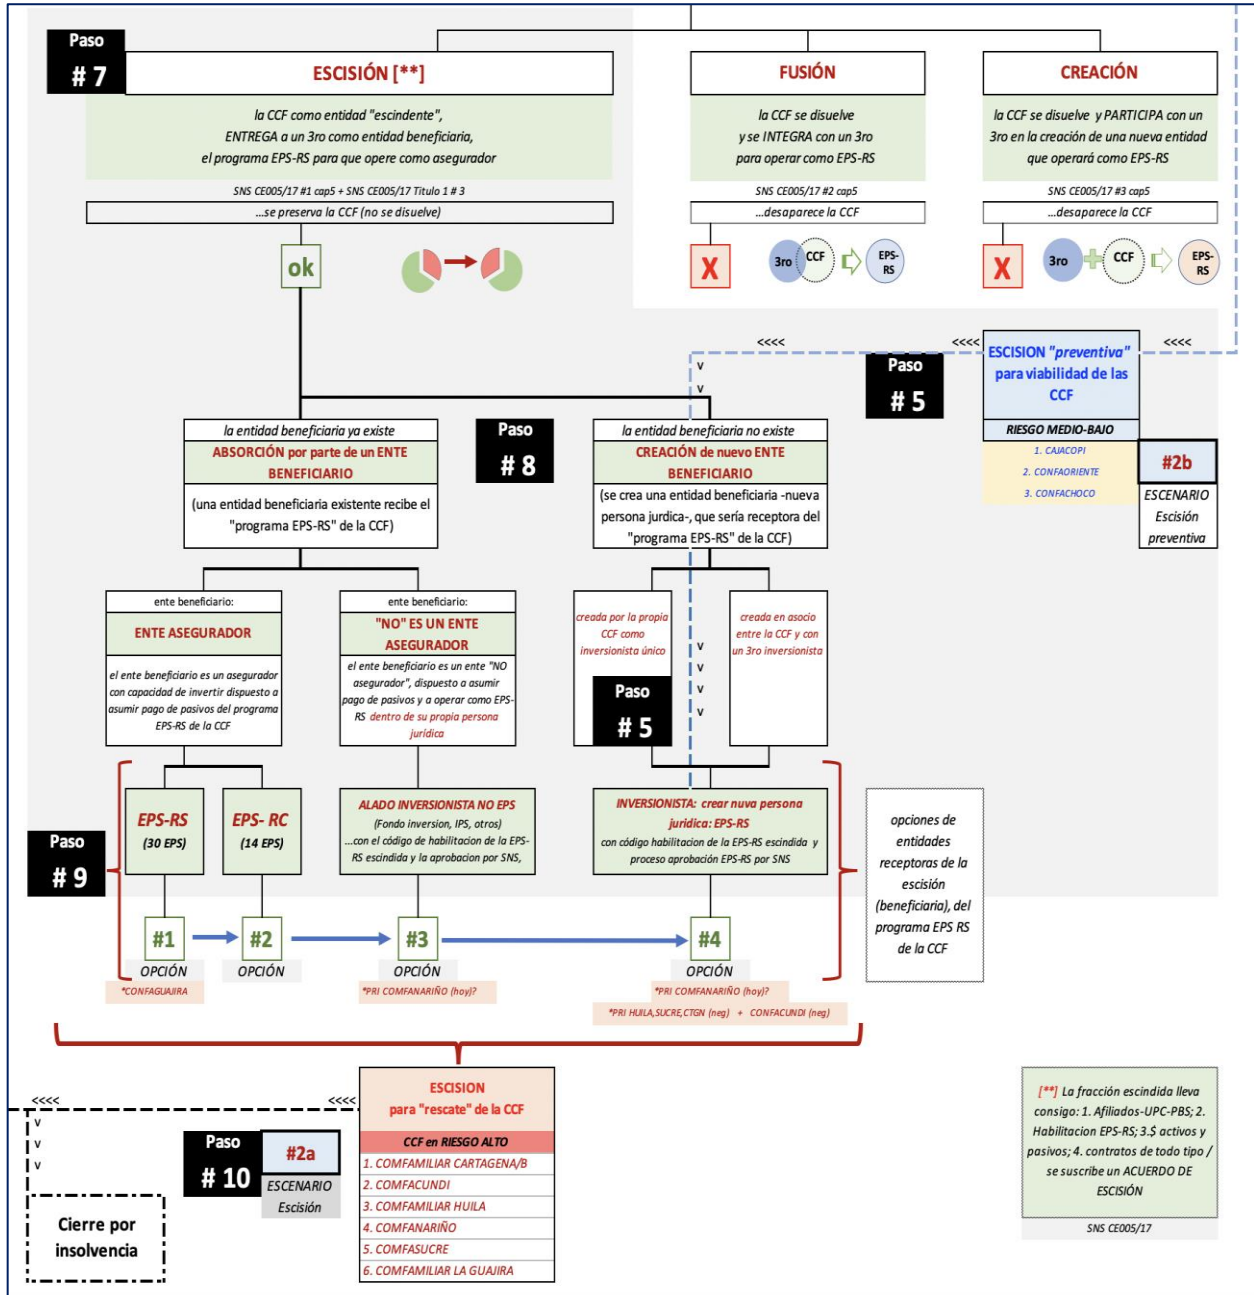 Paso
# 7
ESCISIÓN [**]
la CCF como entidad "escindente",
ENTREGA a un 3ro como entidad beneficiaria,
el programa EPS-RS para que opere como asegurador
SNS CE005/17 #1 cap5 + SNS CE005/17 Titulo 1 # 3
...se preserva la CCF (no se disuelve)
ok
FUSIÓN
la CCF se disuelve
y se INTEGRA con un 3ro
para operar como EPS-RS
SNS CE005/17 #2 cap5
...desaparece la CCF
X
3ro
CCF
EPS-
RS
CREACIÓN
la CCF se disuelve y PARTICIPA con un
3ro en la creación de una nueva entidad
que operará como EPS-RS
SNS CE005/17 #3 cap5
...desaparece la CCF
X
3ro
CCF
EPS-
RS
<<<<
<<<<
<<<<
v
v
Paso
# 5
ESCISION "preventiva"
para viabilidad de las
CCF
RIESGO MEDIO-BAJO
1. CAJACOPI
2. CONFAORIENTE
3. CONFACHOCO
#2b
ESCENARIO
Escisión
preventiva
la entidad beneficiaria ya existe
ABSORCIÓN por parte de un ENTE
BENEFICIARIO
(una entidad beneficiaria existente recibe el
"programa EPS-RS" de la CCF)
Paso
# 8
la entidad beneficiaria no existe
CREACIÓN de nuevo ENTE
BENEFICIARIO
(se crea una entidad beneficiaria -nueva
persona jurdica-, que sería receptora del
"programa EPS-RS" de la CCF)
ente beneficiario:
ENTE ASEGURADOR
el ente beneficiario es un asegurador
con capacidad de invertir dispuesto a
asumir pago de pasivos del programa
EPS-RS de la CCF
ente beneficiario:
"NO" ES UN ENTE
ASEGURADOR
el ente beneficiario es un ente "NO
asegurador", dispuesto a asumir
pago de pasivos y a operar como EPS-
RS dentro de su propia persona
jurídica
creada por la propia
CCF como
inversionista único
Paso
# 5
v
v
v
v
creada en asocio
entre la CCF y con
un 3ro inversionista
Paso
# 9
EPS-RS
(30 EPS)
EPS- RC
(14 EPS)
ALADO INVERSIONISTA NO EPS
(Fondo inversion, IPS, otros)
...con el código de habilitacion de la EPS-
RS escindida y la aprobacion por SNS,
INVERSIONISTA: crear nuva persona
juridica: EPS-RS
con código habilitacion de la EPS-RS escindida y
proceso aprobación EPS-RS por SNS
opciones de
entidades
receptoras de la
escisión
(beneficiaria), del
programa EPS RS
de la CCF
#1
OPCIÓN
*CONFAGUAJIRA
#2
OPCIÓN
#3
OPCIÓN
*PRI COMFANARIÑO (hoy)?
#4
OPCIÓN
*PRI COMFANARIÑO (hoy)?
*PRI HUILA,SUCRE,CTGN (neg) + CONFACUNDI (neg)
<<<<
<<<<
v
v
v
Cierre por
insolvencia
Paso
# 10
#2a
ESCENARIO
Escisión
ESCISION
para "rescate" de la CCF
CCF en RIESGO ALTO
1. COMFAMILIAR CARTAGENA/B
2. COMFACUNDI
3. COMFAMILIAR HUILA
4. COMFANARIÑO
5. COMFASUCRE
6. COMFAMILIAR LA GUAJIRA
[**] La fracción escindida lleva
consigo: 1. Afiliados-UPC-PBS; 2.
Habilitacion EPS-RS; 3.$ activos y
pasivos; 4. contratos de todo tipo /
se suscribe un ACUERDO DE
ESCISIÓN
SNS CE005/17